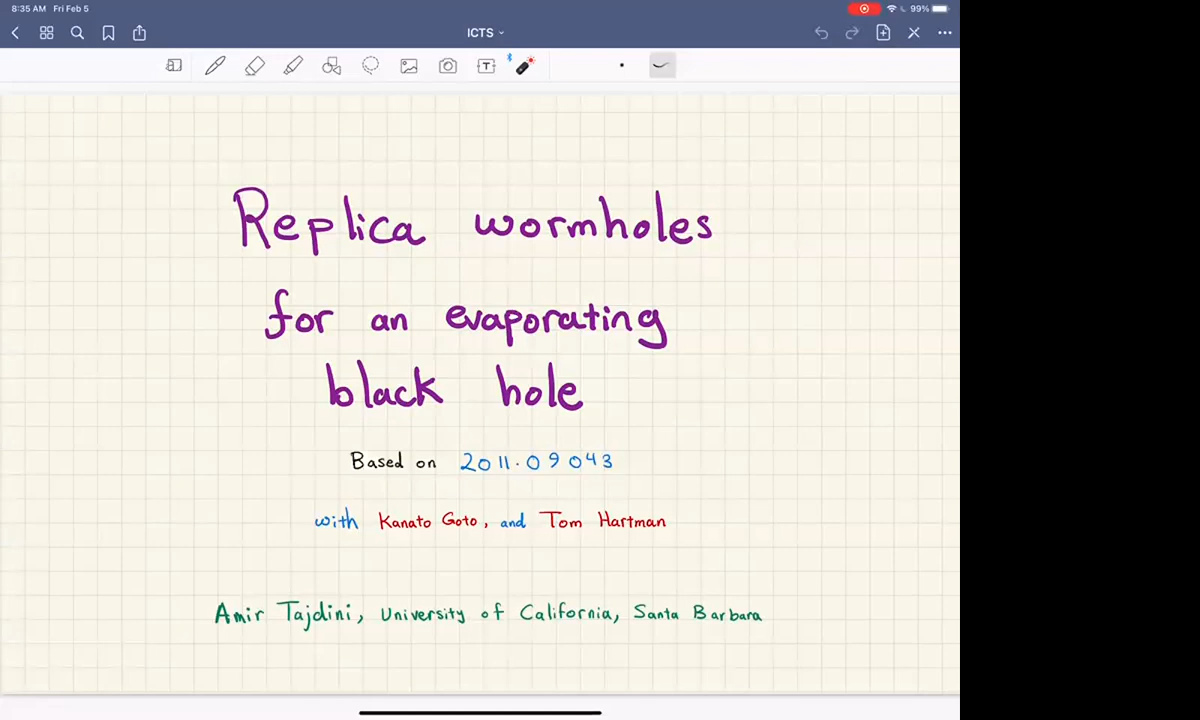 8:35 AM Fri Feb 5
99%
ICTS
T
Replica wormholes
for an evaporating
black hole
Based on 2011.09043
with Kanato Goto, and Tom Hartman
Amir Tajdini, University of California, Santa Barbara